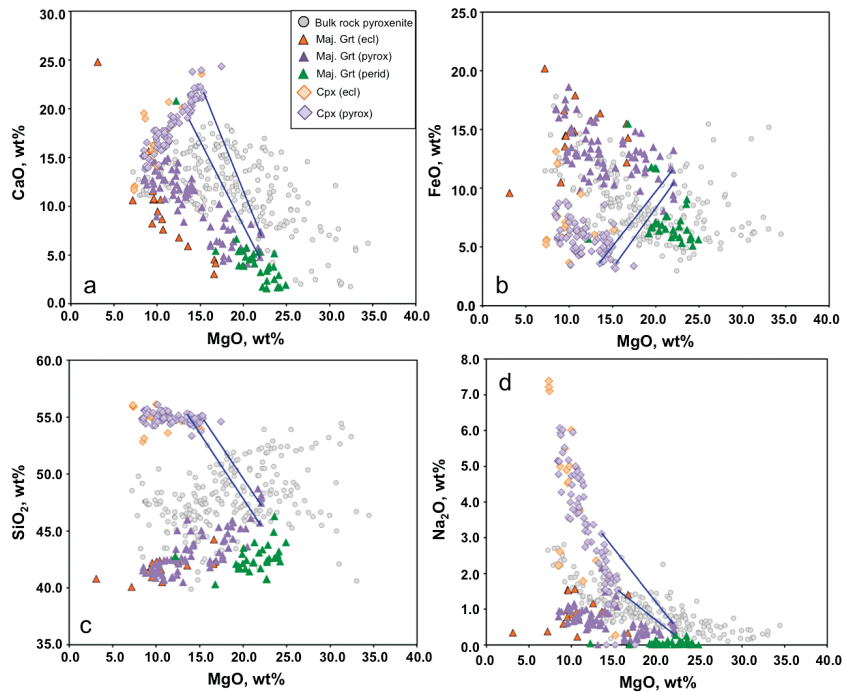 25.0
20.0
15.0
10.0
5.0
0.0
30.0
CaO, wt%
a
0.0 5.0 10.0 15.0 20.0 25.0 30.0 35.0 40.0
MgO, wt%
Bulk rock pyroxenite
Maj. Grt (ecl)
Maj. Grt (pyrox)
Maj. Grt (perid)
Cpx (ecl)
Cpx (pyrox)
25.0
20.0
15.0
10.0
5.0
0.0
FeO, wt%
b
0.0 5.0 10.0 15.0 20.0 25.0 30.0 35.0 40.0
MgO, wt%
60.0
55.0
50.0
45.0
40.0
35.0
SiO2, wt%
c
0.0 5.0 10.0 15.0 20.0 25.0 30.0 35.0 40.0
MgO, wt%
8.0
7.0
6.0
5.0
4.0
3.0
2.0
1.0
0.0
Na2O, wt%
d
0.0 5.0 10.0 15.0 20.0 25.0 30.0 35.0 40.0
MgO, wt%